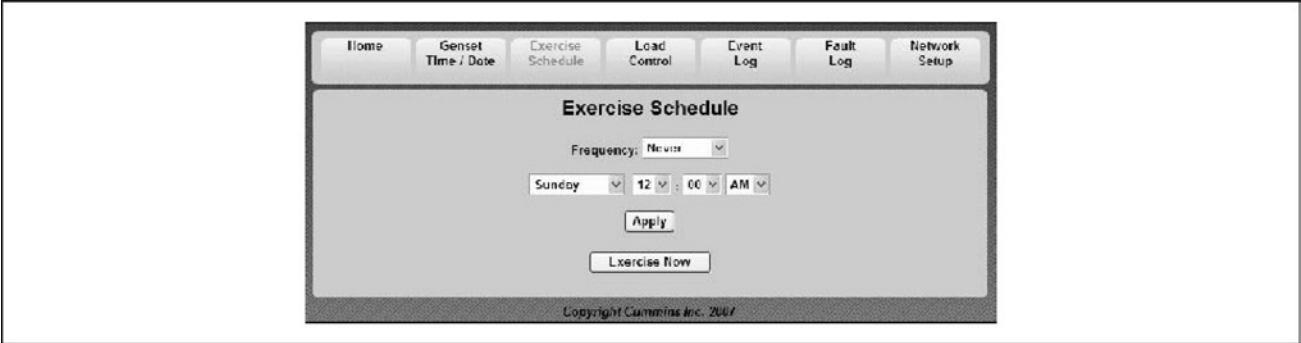 Home
Genset Time / Date
Exercise Schedule
Load Control
Event Log
Fault Log
Network Setup
Exercise Schedule
Frequency: Never
Sunday 12 : 00 AM
Apply
Exercise Now
Copyright Cummins Inc. 2007